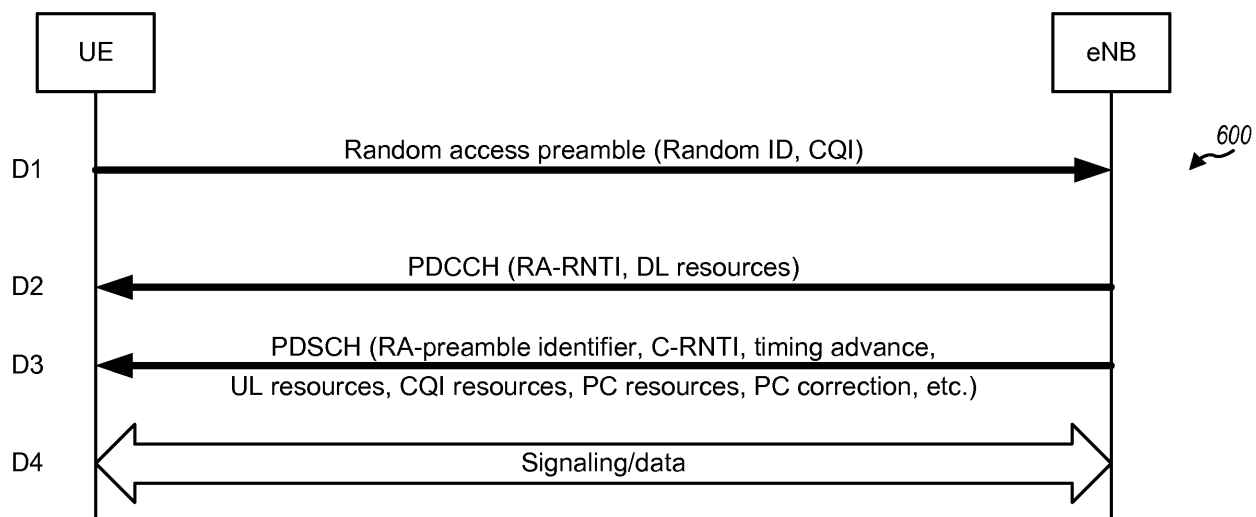 UE
eNB
Random access preamble (Random ID, CQI)
600
D1
PDCCH (RA-RNTI, DL resources)
D2
PDSCH (RA-preamble identifier, C-RNTI, timing advance,
D3
UL resources, CQI resources, PC resources, PC correction, etc.)
D4
Signaling/data